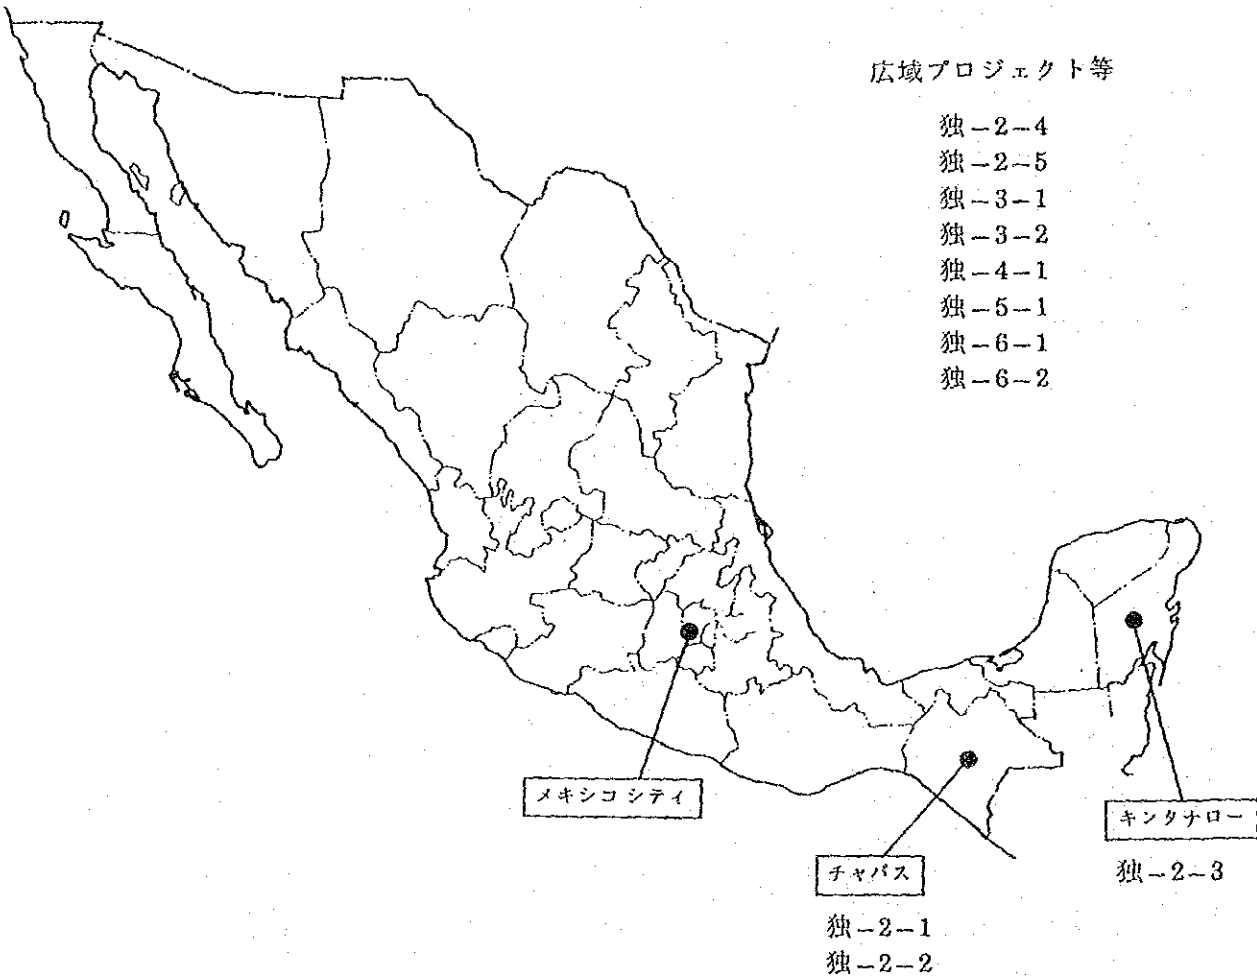 広域プロジェクト等
独-2-4
独-2-5
独-3-1
独-3-2
独-4-1
独-5-1
独-6-1
独-6-2
メキシコシティ
キンタナロー
独-2-3
チャパス
独-2-1
独-2-2